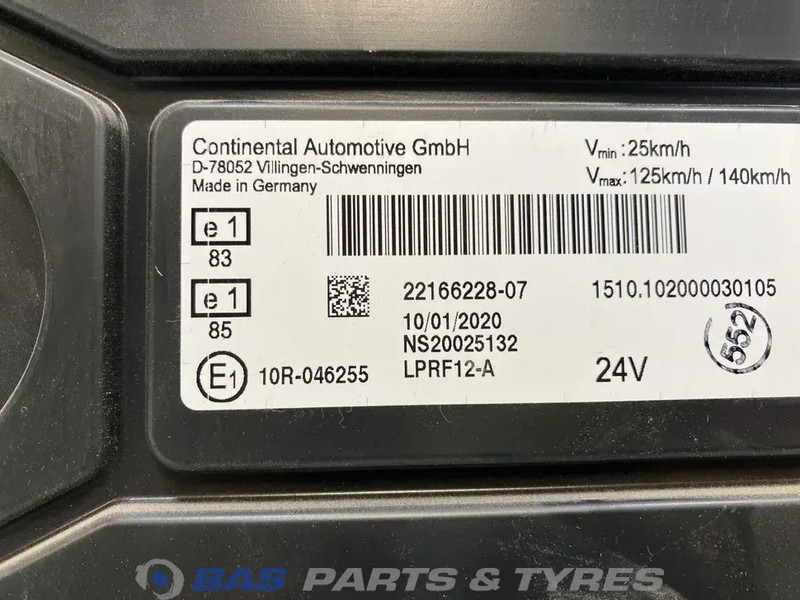 Continental Automotive GmbH
D-78052 Villingen-Schwenningen
Made in Germany
Vmin :25km/h
Vmax:125km/h / 140km/h
e 1
83
e 1
85
E1 10R-046255
22166228-07
10/01/2020
NS20025132
LPRF12-A
1510.102000030105
24V
552
BAS PARTS & TYRES